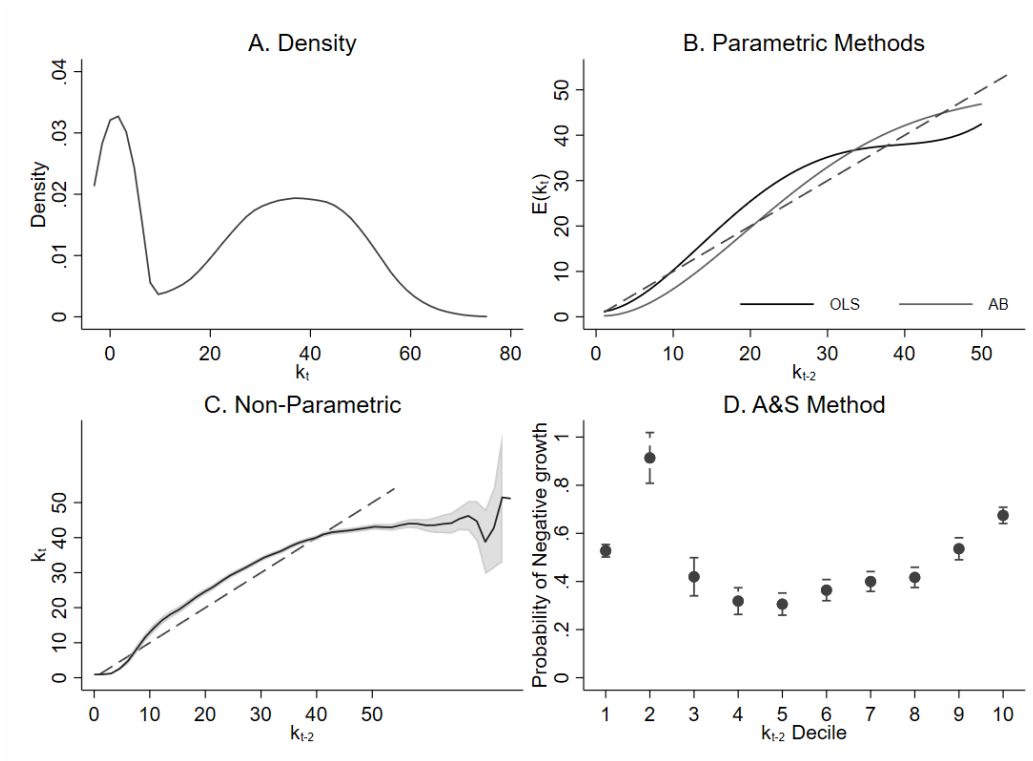 A. Density
Density
0
.01
.02
.03
.04
0 20 40 60 80
kt
B. Parametric Methods
E(kt)
0
10
20
30
40
50
0 10 20 30 40 50
kt-2
OLS
AB
C. Non-Parametric
kt
0
10
20
30
40
50
0 10 20 30 40 50
kt-2
D. A&S Method
Probability of Negative growth
0
.2
.4
.6
.8
1
1 2 3 4 5 6 7 8 9 10
kt-2 Decile